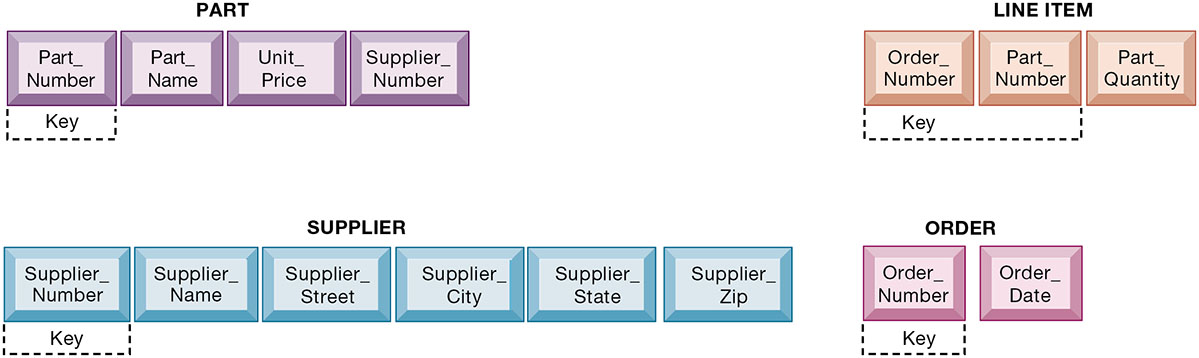 PART
Part_
Number
Part_
Name
Unit_
Price
Supplier_
Number
Key
LINE ITEM
Order_
Number
Part_
Number
Part_
Quantity
Key
SUPPLIER
Supplier_
Number
Supplier_
Name
Supplier_
Street
Supplier_
City
Supplier_
State
Supplier_
Zip
Key
ORDER
Order_
Number
Order_
Date
Key